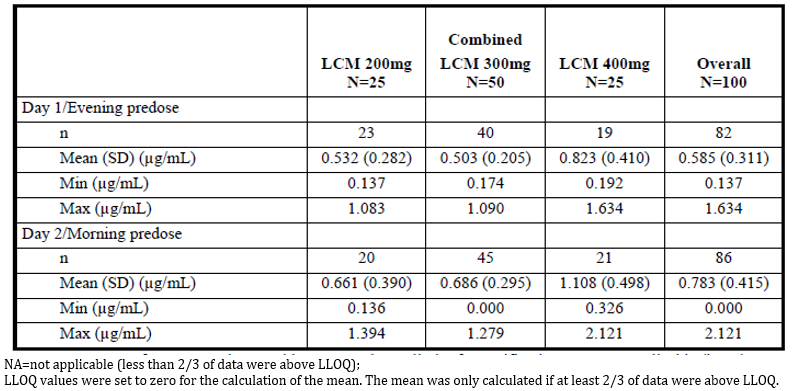 LCM 200mg N=25 Combined LCM 300mg N=50 LCM 400mg N=25 Overall N=100
Day 1/Evening predose
n 23 40 19 82
Mean (SD) (µg/mL) 0.532 (0.282) 0.503 (0.205) 0.823 (0.410) 0.585 (0.311)
Min (µg/mL) 0.137 0.174 0.192 0.137
Max (µg/mL) 1.083 1.090 1.634 1.634
Day 2/Morning predose
n 20 45 21 86
Mean (SD) (µg/mL) 0.661 (0.390) 0.686 (0.295) 1.108 (0.498) 0.783 (0.415)
Min (µg/mL) 0.136 0.000 0.326 0.000
Max (µg/mL) 1.394 1.279 2.121 2.121
NA=not applicable (less than 2/3 of data were above LLOQ);
LLOQ values were set to zero for the calculation of the mean. The mean was only calculated if at least 2/3 of data were above LLOQ.